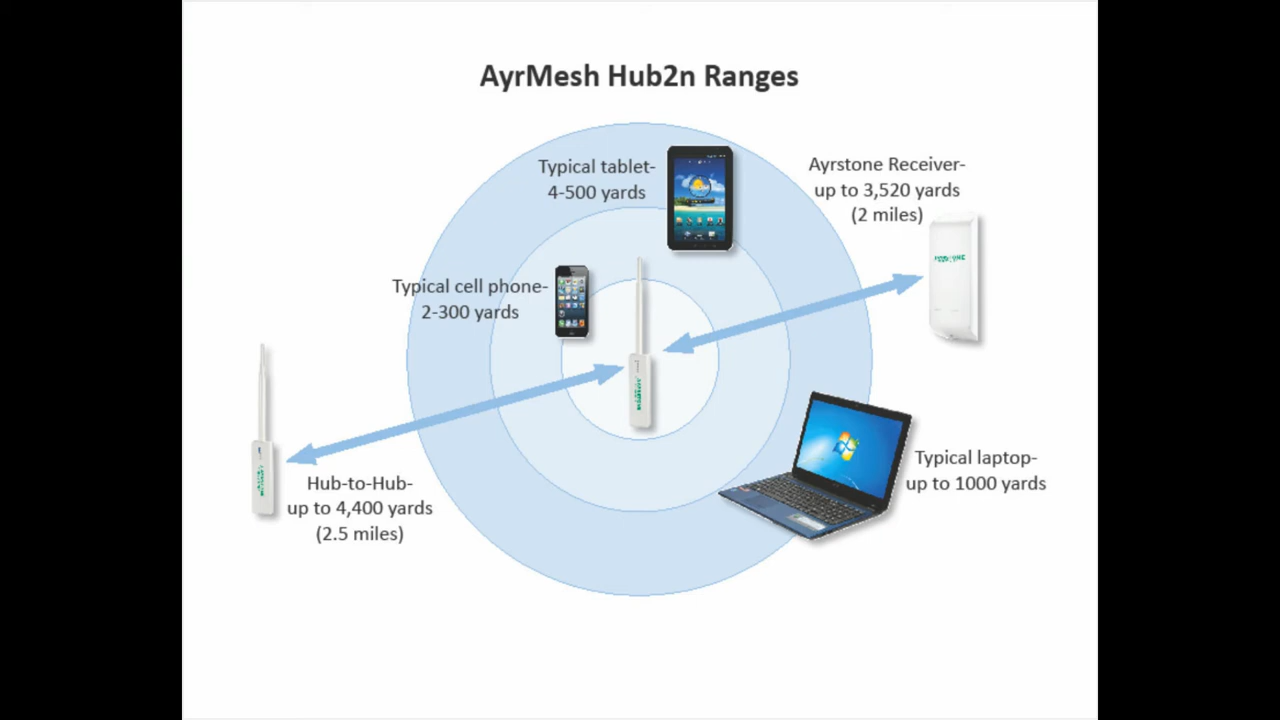 AyrMesh Hub2n Ranges
Typical tablet-
4-500 yards
Ayrstone Receiver-
up to 3,520 yards
(2 miles)
Typical cell phone-
2-300 yards
Typical laptop-
up to 1000 yards
Hub-to-Hub-
up to 4,400 yards
(2.5 miles)